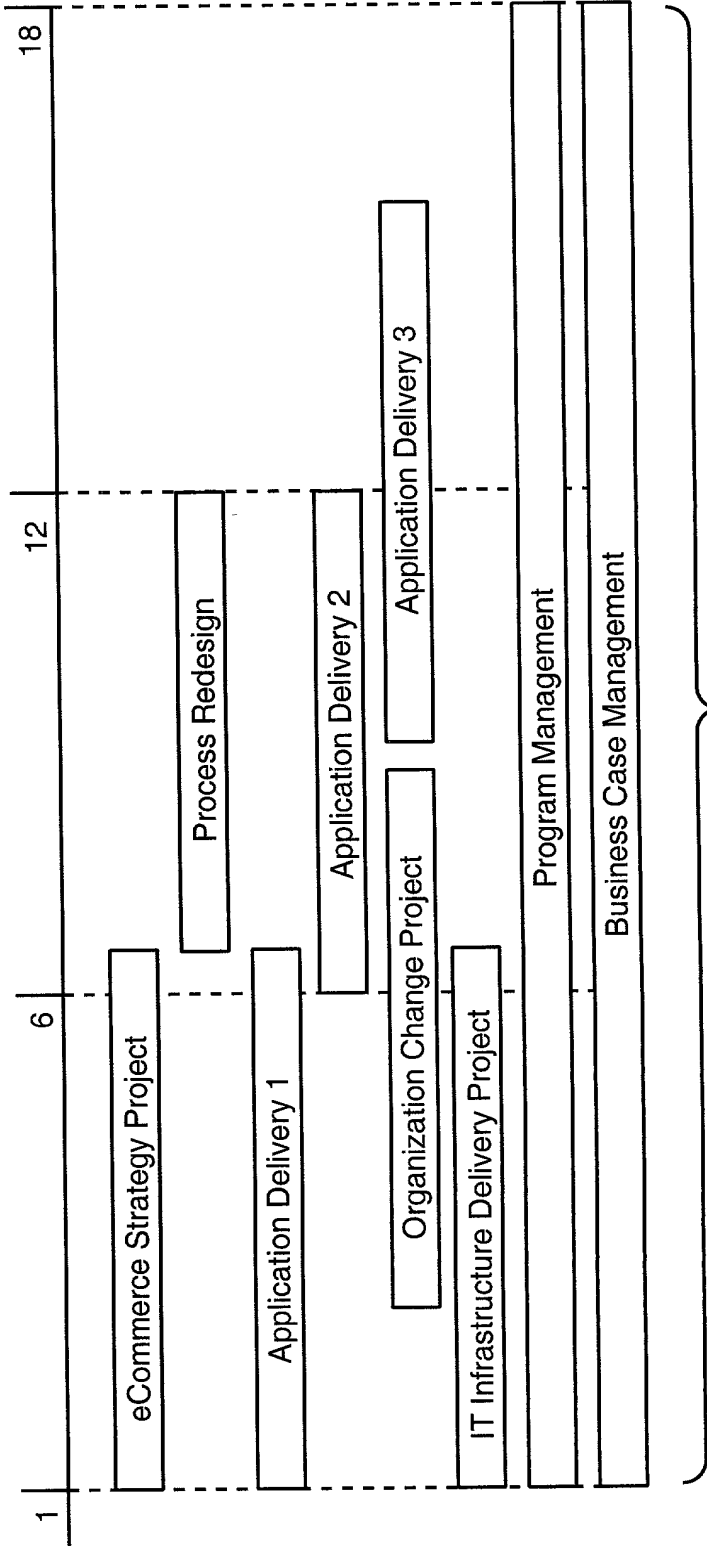 1
6
12
18
eCommerce Strategy Project
Process Redesign
Application Delivery 1
Application Delivery 2
Organization Change Project
Application Delivery 3
IT Infrastructure Delivery Project
Program Management
Business Case Management